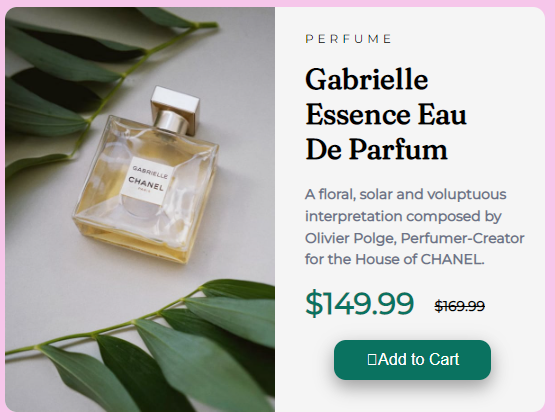 GABRIELLE
CHANEL
PARIS
PERFUME
Gabrielle
Essence Eau
De Parfum
A floral, solar and voluptuous
interpretation composed by
Olivier Polge, Perfumer-Creator
for the House of CHANEL.
$149.99 $169.99
Add to Cart